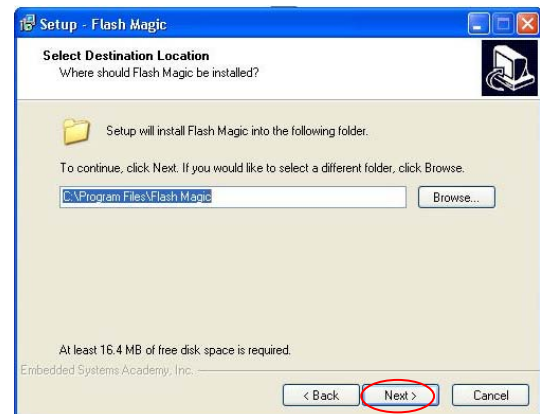 Setup - Flash Magic
Select Destination Location
Where should Flash Magic be installed?
Setup will install Flash Magic into the following folder.
To continue, click Next. If you would like to select a different folder, click Browse.
C:\Program Files\Flash Magic
Browse...
At least 16.4 MB of free disk space is required.
Embedded Systems Academy, Inc.
< Back
Next >
Cancel